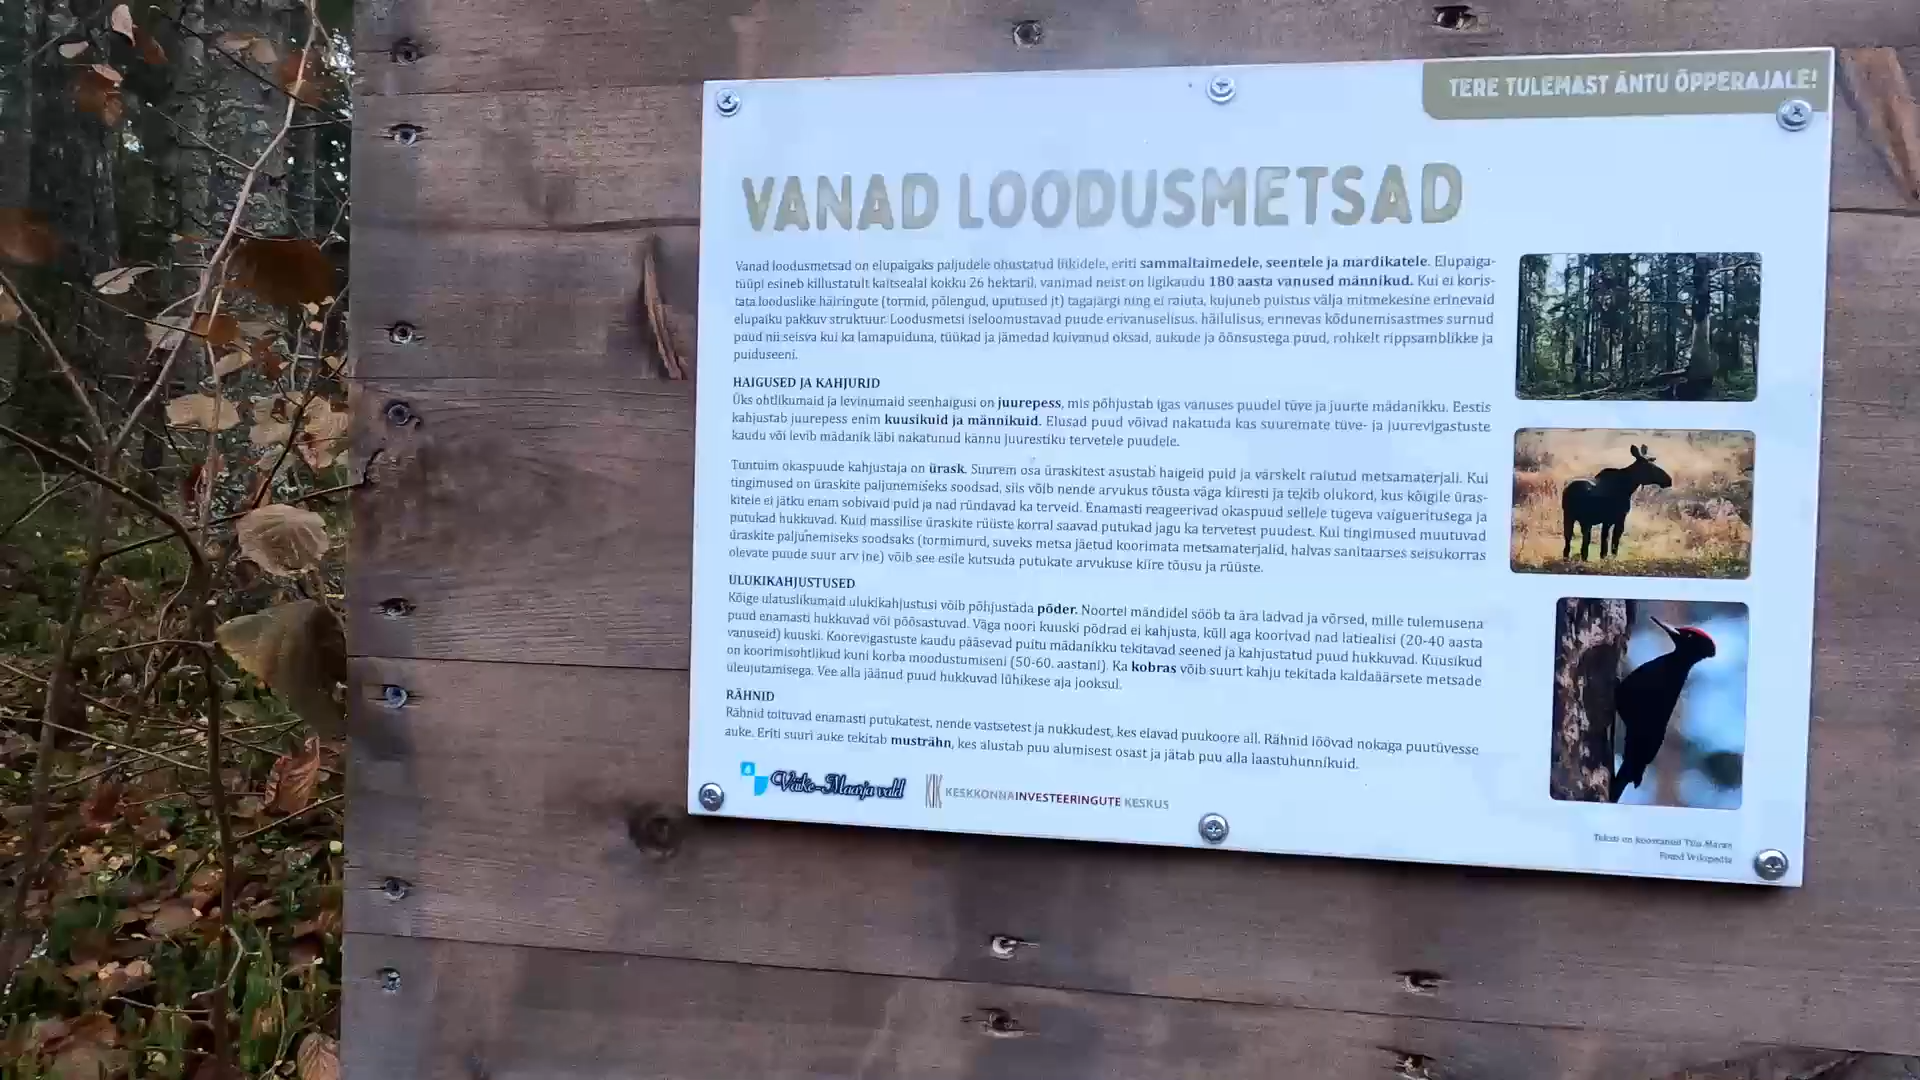 TERE TULEMAST ÄNTU ÕPPERAJALE!
VANAD LOODUSMETSAD
Vanad loodusmetsad on elupaigaks paljudele ohustatud liikidele, eriti sammaltaimedele, seentele ja mardikatele. Elupaiga-
tüüpi esineb killustatult kaitsealal kokku 26 hektaril, vanimad neist on ligikaudu 180 aasta vanused männikud. Kui ei koris-
tata looduslike häiringute (tormid, põlengud, uputused jt) tagajärgi ning ei raiuta, kujuneb puistus välja mitmekesine erinevaid
elupaiku pakkuv struktuur. Loodusmetsi iseloomustavad puude erivanuselisus, häilulisus, erinevas kõdunemisastmes surnud
puud nii seisva kui ka lamapuiduna, tüükad ja jämedad kuivanud oksad, aukude ja õõnsustega puud, rohkelt rippsamblikke ja
puiduseeni.
HAIGUSED JA KAHJURID
Üks ohtlikumaid ja levinumaid seenhaigusi on juurepess, mis põhjustab igas vanuses puudel tüve ja juurte mädanikku. Eestis
kahjustab juurepess enim kuusikuid ja männikuid. Elusad puud võivad nakatuda kas suuremate tüve- ja juurevigastuste
kaudu või levib mädanik läbi nakatunud kännu juurestiku tervetele puudele.
Tuntuim okaspuude kahjustaja on ürask. Suurem osa üraskitest asustab haigeid puid ja värskelt raiutud metsamaterjali. Kui
tingimused on üraskite paljunemiseks soodsad, siis võib nende arvukus tõusta väga kiiresti ja tekib olukord, kus kõigile üras-
kitele ei jätku enam sobivaid puid ja nad ründavad ka terveid. Enamasti reageerivad okaspuud sellele tugeva vaigueritusega ja
putukad hukkuvad. Kuid massilise üraskite rüüste korral saavad putukad jagu ka tervetest puudest. Kui tingimused muutuvad
üraskite paljunemiseks soodsaks (tormimurd, suveks metsa jäetud koorimata metsamaterjalid, halvas sanitaarses seisukorras
olevate puude suur arv jne) võib see esile kutsuda putukate arvukuse kiire tõusu ja rüüste.
ULUKIKAHJUSTUSED
Kõige ulatuslikumaid ulukikahjustusi võib põhjustada põder. Noortel mändidel sööb ta ära ladvad ja võrsed, mille tulemusena
puud enamasti hukkuvad või põõsastuvad. Väga noori kuuski põdrad ei kahjusta, küll aga koorivad nad latiealisi (20-40 aasta
vanuseid) kuuski. Koorevigastuste kaudu pääsevad puitu mädanikku tekitavad seened ja kahjustatud puud hukkuvad. Kuusikud
on koorimisohtlikud kuni korba moodustumiseni (50-60. aastani). Ka kobras võib suurt kahju tekitada kaldaäärsete metsade
üleujutamisega. Vee alla jäänud puud hukkuvad lühikese aja jooksul.
RÄHNID
Rähnid toituvad enamasti putukatest, nende vastsetest ja nukkudest, kes elavad puukoore all. Rähnid löövad nokaga puutüvesse
auke. Eriti suuri auke tekitab musträhn, kes alustab puu alumisest osast ja jätab puu alla laastuhunnikuid.
Väike-Maarja vald
KESKKONNAINVESTEERINGUTE KESKUS
Teksti on koostanud Tiiu Maran
Fotod Wikipedia